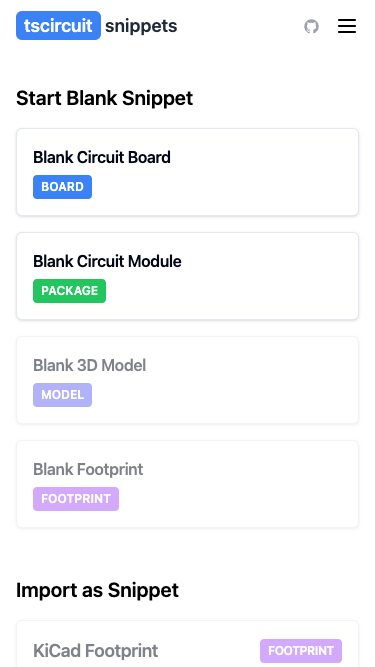 tscircuit snippets
Start Blank Snippet
Blank Circuit Board
BOARD
Blank Circuit Module
PACKAGE
Blank 3D Model
MODEL
Blank Footprint
FOOTPRINT
Import as Snippet
KiCad Footprint FOOTPRINT